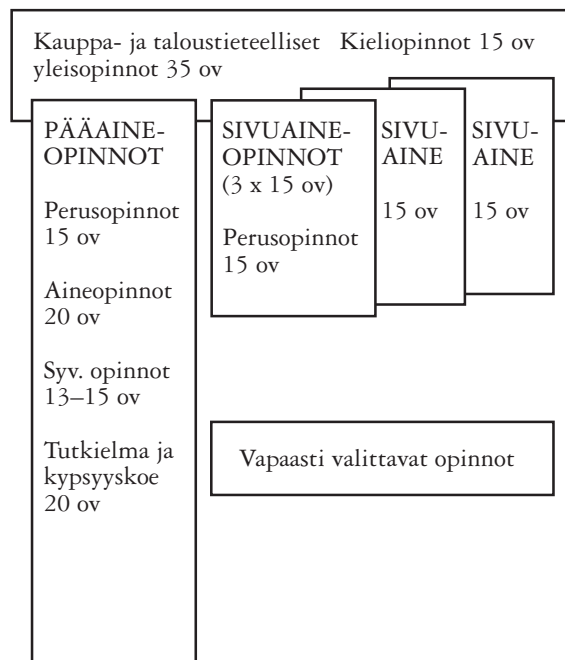 Kauppa- ja taloustieteelliset
yleisopinnot 35 ov
Kieliopinnot 15 ov
PÄÄAINE-
OPINNOT
Perusopinnot
15 ov
Aineopinnot
20 ov
Syv. opinnot
13–15 ov
Tutkielma ja
kypsyyskoe
20 ov
SIVUAINE-
OPINNOT
(3 x 15 ov)
Perusopinnot
15 ov
SIVU-
AINE
15 ov
SIVU-
AINE
15 ov
Vapaasti valittavat opinnot